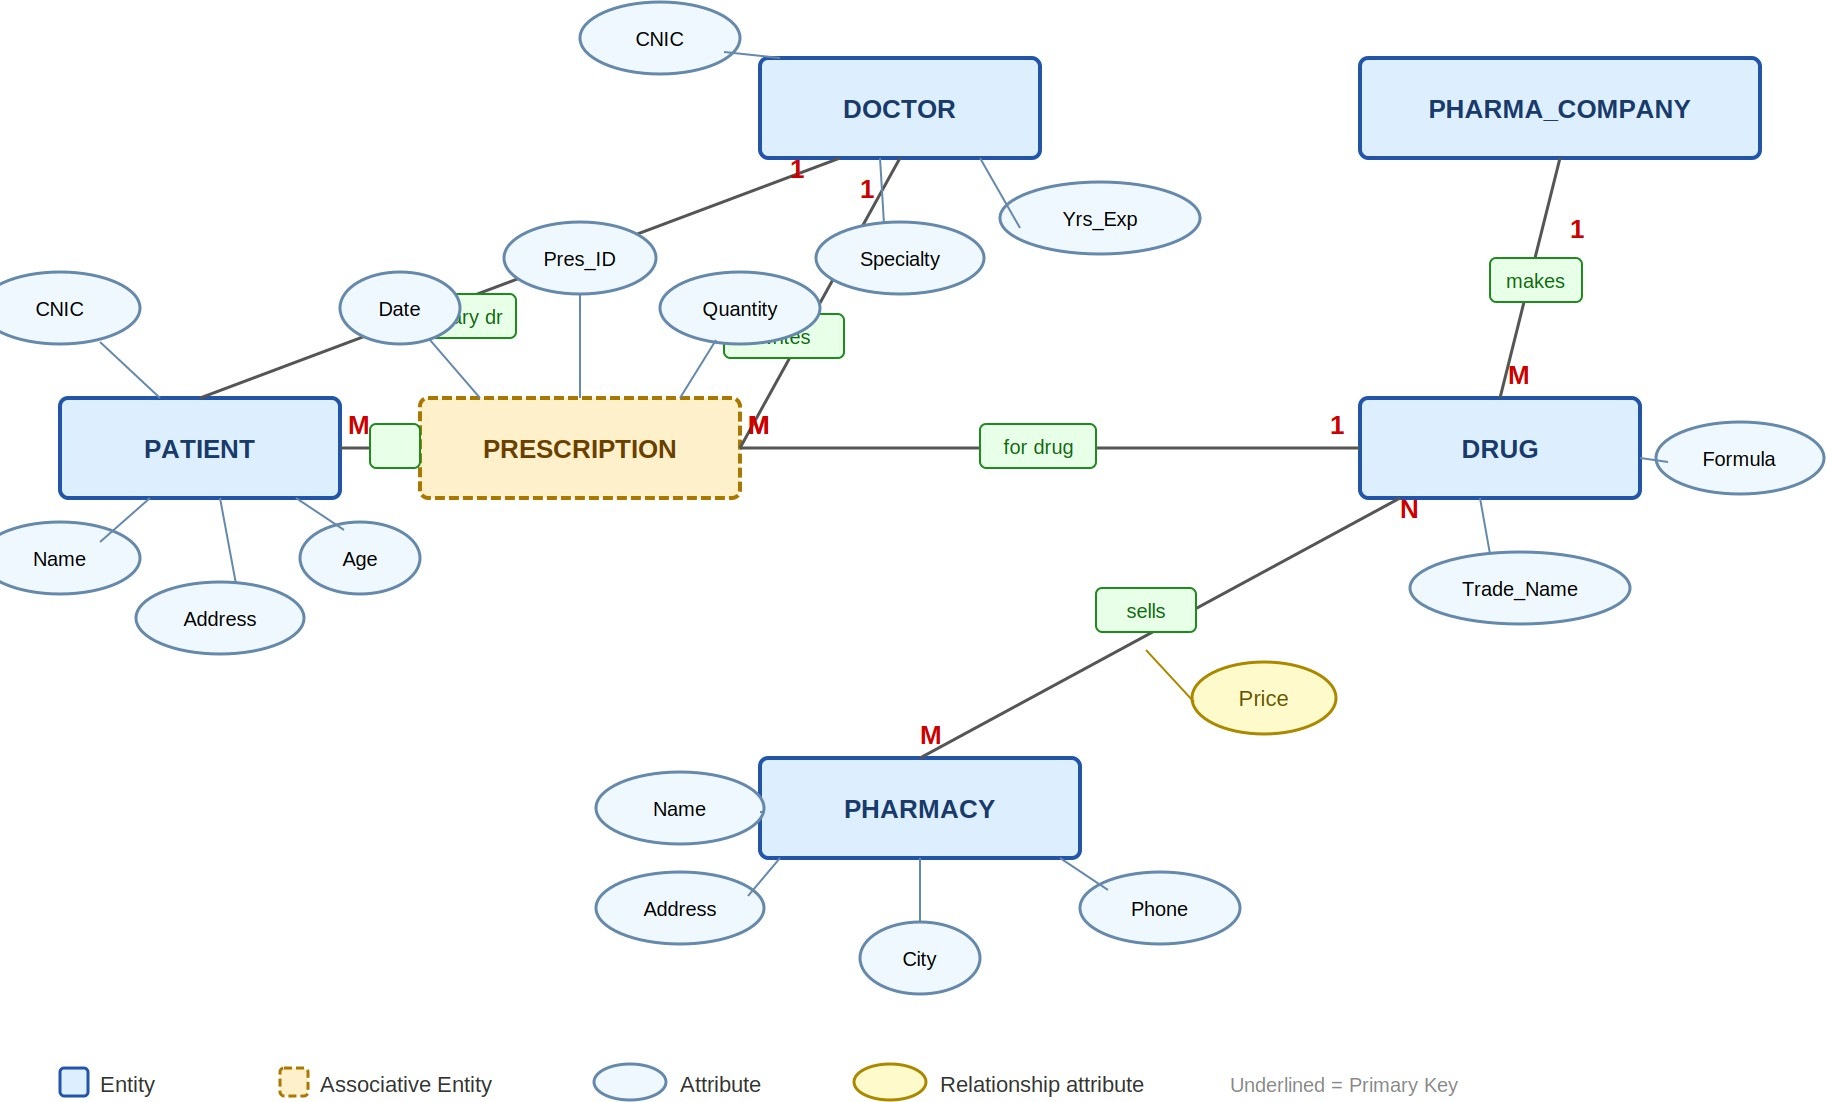 CNIC
DOCTOR
PHARMA_COMPANY
1
1
Yrs_Exp
1
Pres_ID
Specialty
makes
CNIC
Date
ary dr
Quantity
M
M
M
1
PATIENT
PRESCRIPTION
for drug
DRUG
Formula
N
Name
Age
Trade_Name
Address
sells
Price
M
Name
PHARMACY
Address
Phone
City
Entity
Associative Entity
Attribute
Relationship attribute
Underlined = Primary Key